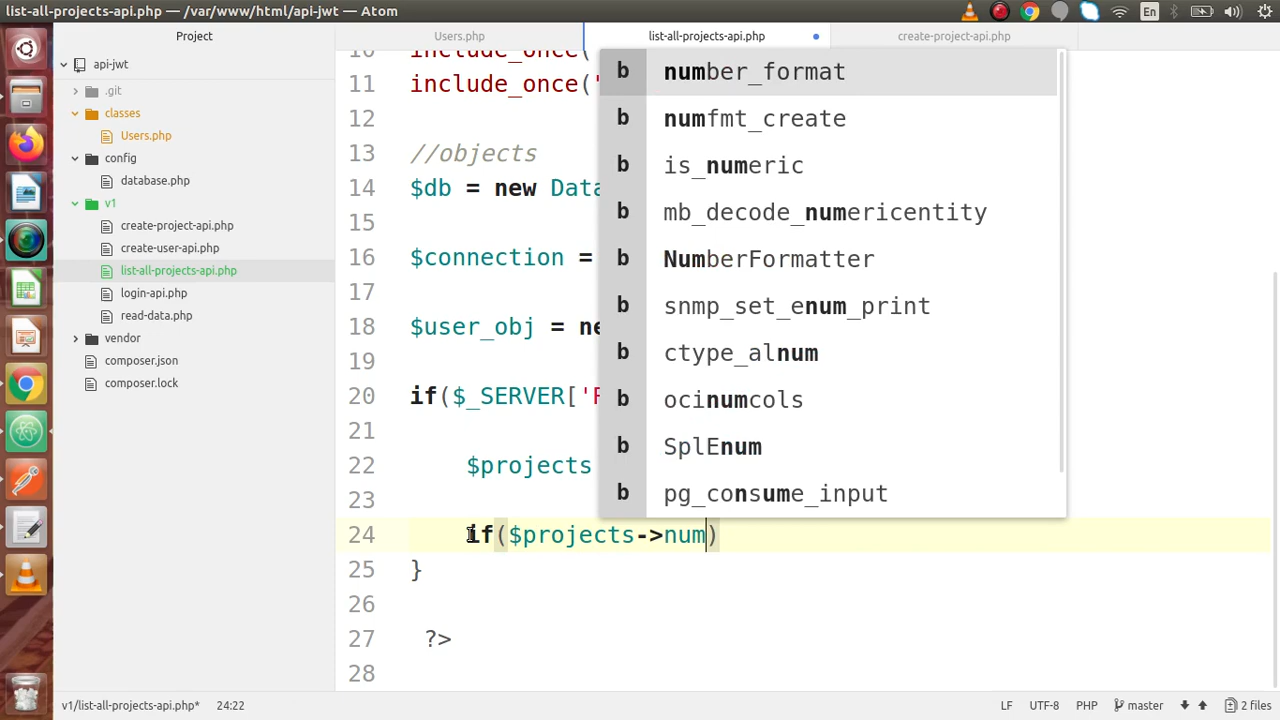 list-all-projects-api.php — /var/www/html/api-jwt — Atom
En
Project
Users.php
list-all-projects-api.php
create-project-api.php
api-jwt
.git
classes
Users.php
config
database.php
v1
create-project-api.php
create-user-api.php
list-all-projects-api.php
login-api.php
read-data.php
vendor
composer.json
composer.lock
10 include_once(
11 include_once('
12
13 //objects
14 $db = new Data
15
16 $connection =
17
18 $user_obj = ne
19
20 if($_SERVER['
21
22 $projects
23
24 if($projects->num)
25 }
26
27 ?>
28
b number_format
b numfmt_create
b is_numeric
b mb_decode_numericentity
b NumberFormatter
b snmp_set_enum_print
b ctype_alnum
b ocinumcols
b SplEnum
b pg_consume_input
v1/list-all-projects-api.php* 24:22
LF UTF-8 PHP master 2 files